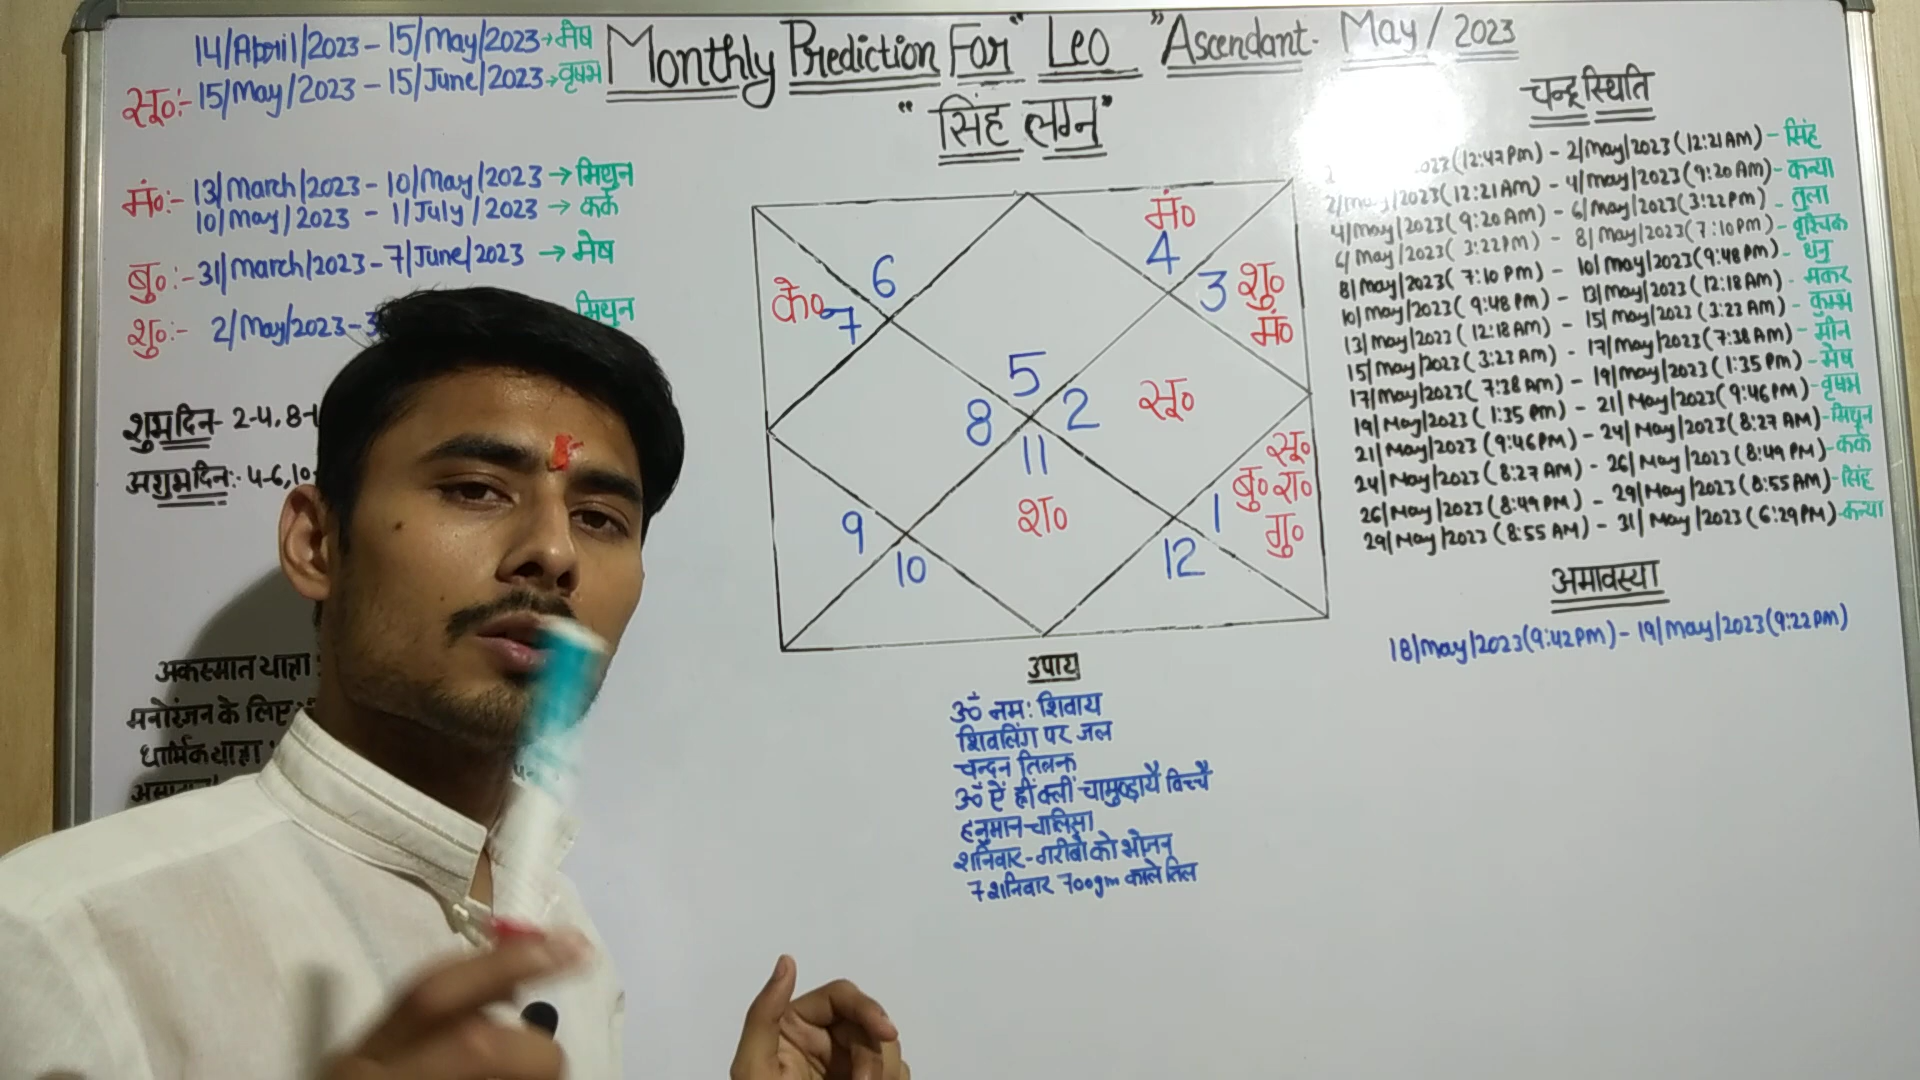 Monthly Prediction For "Leo" Ascendant- May/2023
"सिंह लग्न"
14/April/2023 - 15/May/2023 → मेष
सू०:- 15/May/2023 - 15/June/2023 → वृषभ
मं०:- 13/March/2023 - 10/May/2023 → मिथुन
10/May/2023 - 1/July/2023 → कर्क
बु०:- 31/March/2023 - 7/June/2023 → मेष
शु०:- 2/May/2023 - 3 मिथुन
शुभ दिन- 2-4, 8-1
अशुभ दिन:- 4-6, 10
अकस्मात यात्रा :
मनोरंजन के लिए
धार्मिक यात्रा :
के० 7
6
मं०
4
3 शु०
मं०
5
8
2
सू०
11
श०
9
10
12
1
सू०
बु० रा०
गु०
उपाय
ॐ नमः शिवाय
शिवलिंग पर जल
चन्दन तिलक
ॐ ऐं ह्रीं क्लीं चामुण्डायै विच्चै
हनुमान-चालिसा
शनिवार-गरीबों को भोजन
7 शनिवार 700gm काले तिल
चन्द्र स्थिति
023 (12:47 PM) - 2/May/2023 (12:21 AM) - सिंह
2/May/2023 (12:21 AM) - 4/May/2023 (9:20 AM) - कन्या
4/May/2023 (9:20 AM) - 6/May/2023 (3:22 PM) - तुला
6/May/2023 (3:22 PM) - 8/May/2023 (7:10 PM) - वृश्चिक
8/May/2023 (7:10 PM) - 10/May/2023 (9:48 PM) - धनु
10/May/2023 (9:48 PM) - 13/May/2023 (12:18 AM) - मकर
13/May/2023 (12:18 AM) - 15/May/2023 (3:23 AM) - कुम्भ
15/May/2023 (3:23 AM) - 17/May/2023 (7:38 AM) - मीन
17/May/2023 (7:38 AM) - 19/May/2023 (1:35 PM) - मेष
19/May/2023 (1:35 PM) - 21/May/2023 (9:46 PM) - वृषभ
21/May/2023 (9:46 PM) - 24/May/2023 (8:27 AM) - मिथुन
24/May/2023 (8:27 AM) - 26/May/2023 (8:49 PM) - कर्क
26/May/2023 (8:49 PM) - 29/May/2023 (8:55 AM) - सिंह
29/May/2023 (8:55 AM) - 31/May/2023 (6:29 PM) - कन्या
अमावस्या
18/May/2023 (9:42 PM) - 19/May/2023 (9:22 PM)